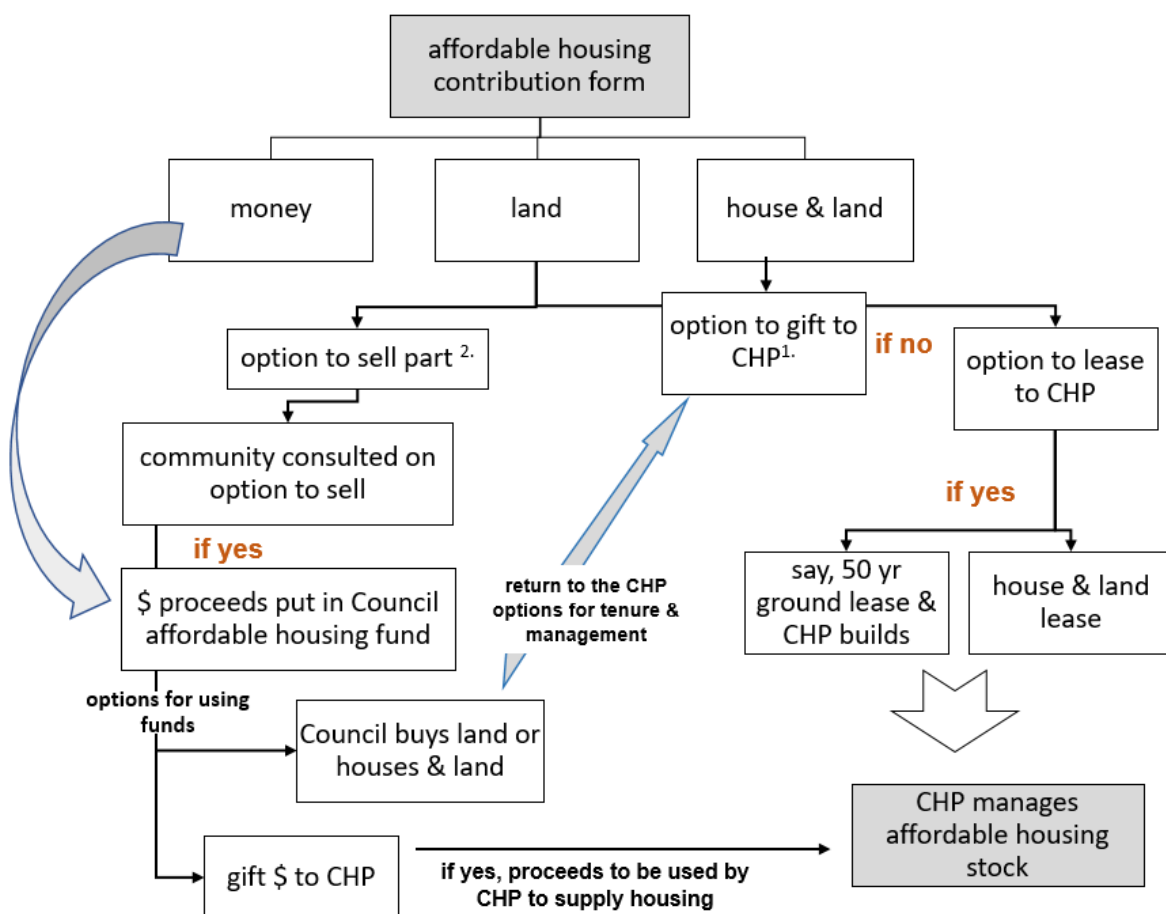 affordable housing
contribution form
money
land
house & land
option to sell part 2.
option to gift to
CHP1.
if no
option to lease
to CHP
community consulted on
option to sell
if yes
if yes
$ proceeds put in Council
affordable housing fund
return to the CHP
options for tenure &
management
say, 50 yr
ground lease &
CHP builds
house & land
lease
options for using
funds
Council buys land or
houses & land
gift $ to CHP
if yes, proceeds to be used by
CHP to supply housing
CHP manages
affordable housing
stock